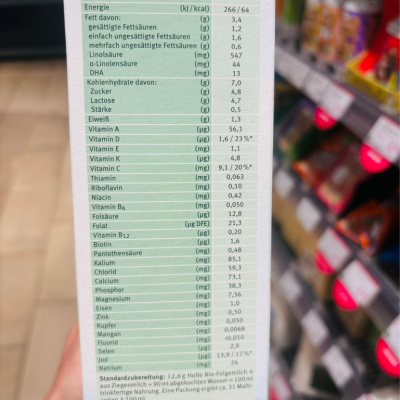 Energie (kJ / kcal) 266 / 64
Fett davon: (g) 3,4
gesättigte Fettsäuren (g) 1,2
einfach ungesättigte Fettsäuren (g) 1,6
mehrfach ungesättigte Fettsäuren (g) 0,6
Linolsäure (mg) 547
α-Linolensäure (mg) 44
DHA (mg) 13
Kohlenhydrate davon: (g) 7,0
Zucker (g) 4,8
Lactose (g) 4,7
Stärke (g) 0,5
Eiweiß (g) 1,3
Vitamin A (µg) 56,1
Vitamin D (µg) 1,6 / 23 %*
Vitamin E (mg) 1,1
Vitamin K (µg) 4,8
Vitamin C (mg) 9,1 / 20%*
Thiamin (mg) 0,063
Riboflavin (mg) 0,10
Niacin (mg) 0,42
Vitamin B6 (mg) 0,050
Folsäure (µg) 12,8
Folat (µg DFE) 21,3
Vitamin B12 (µg) 0,20
Biotin (µg) 1,6
Pantothensäure (mg) 0,48
Kalium (mg) 85,1
Chlorid (mg) 59,3
Calcium (mg) 73,1
Phosphor (mg) 38,3
Magnesium (mg) 7,56
Eisen (mg) 1,0
Zink (mg) 0,50
Kupfer (mg) 0,050
Mangan (mg) 0,0068
Fluorid (mg) <0,010
Selen (µg) 2,9
Jod (µg) 13,8 / 17%*
Natrium (mg) 24
Standardzubereitung: 12,6 g Holle Bio-Folgemilch 2
aus Ziegenmilch + 90 ml abgekochtes Wasser = 100 ml
trinkfertige Nahrung. Eine Packung ergibt ca. 31 Mahl-